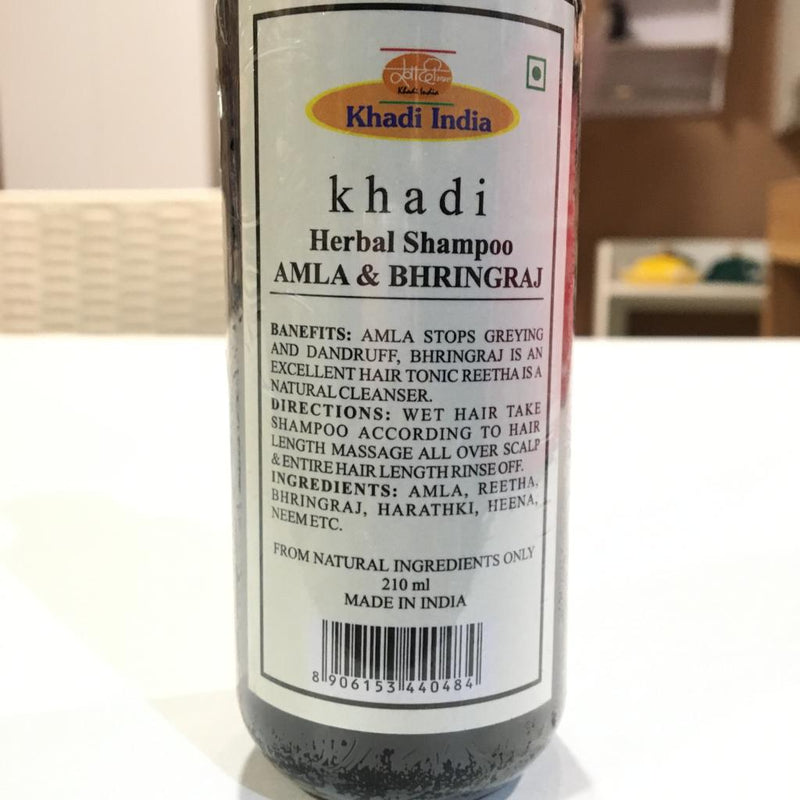 खादी
Khadi India
Khadi India
khadi
Herbal Shampoo
AMLA & BHRINGRAJ
BANEFITS: AMLA STOPS GREYING
AND DANDRUFF, BHRINGRAJ IS AN
EXCELLENT HAIR TONIC REETHA IS A
NATURAL CLEANSER.
DIRECTIONS: WET HAIR TAKE
SHAMPOO ACCORDING TO HAIR
LENGTH MASSAGE ALL OVER SCALP
& ENTIRE HAIR LENGTH RINSE OFF.
INGREDIENTS: AMLA, REETHA,
BHRINGRAJ, HARATHKI, HEENA,
NEEM ETC.
FROM NATURAL INGREDIENTS ONLY
210 ml
MADE IN INDIA
8 906153 440484